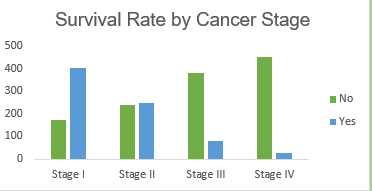 Survival Rate by Cancer Stage
500
400
300
200
100
0
Stage I Stage II Stage III Stage IV
No
Yes